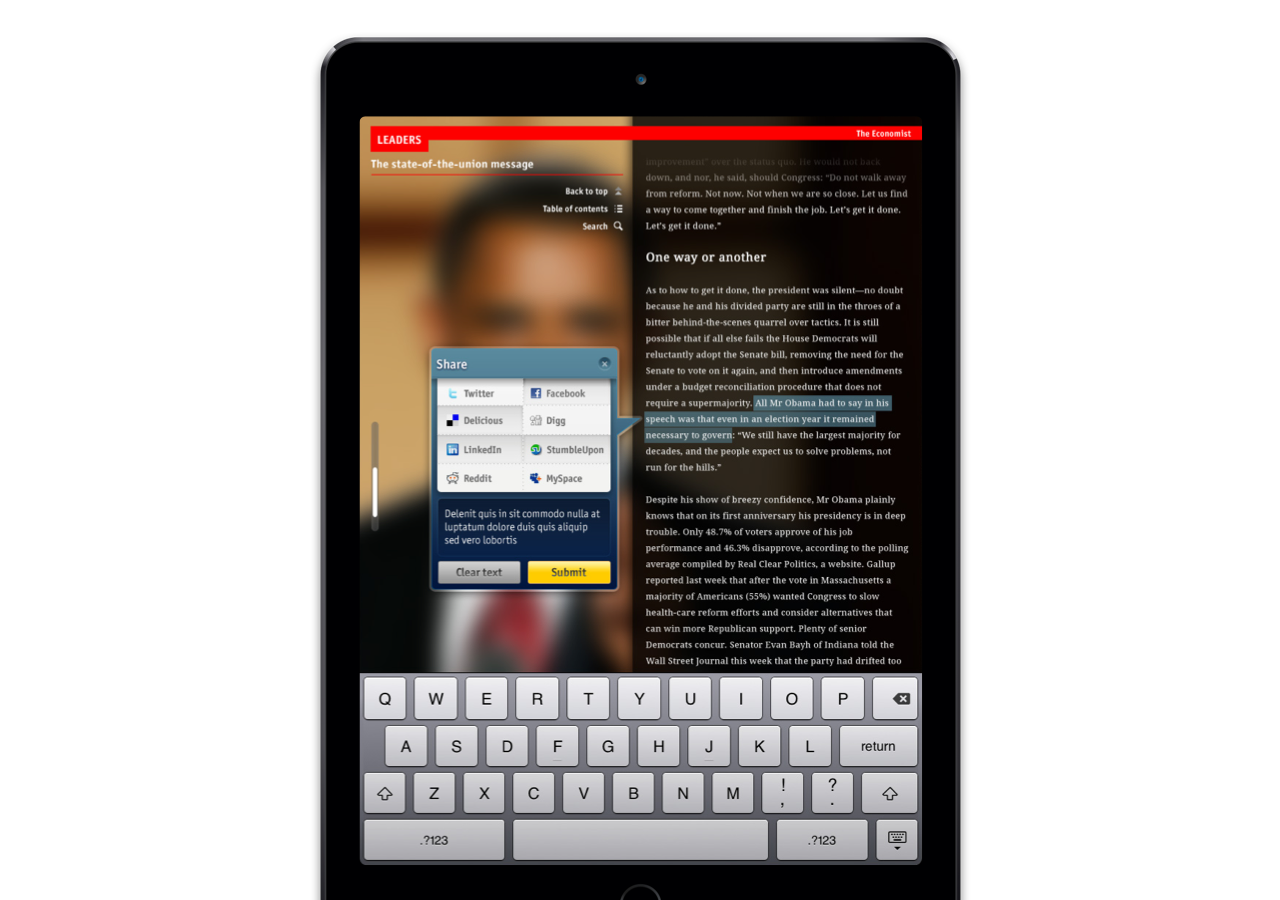 LEADERS
The Economist
The state-of-the-union message
Back to top
Table of contents
Search
improvement” over the status quo. He would not back
down, and nor, he said, should Congress: “Do not walk away
from reform. Not now. Not when we are so close. Let us find
a way to come together and finish the job. Let’s get it done.
Let’s get it done.”
One way or another
As to how to get it done, the president was silent—no doubt
because he and his divided party are still in the throes of a
bitter behind-the-scenes quarrel over tactics. It is still
possible that if all else fails the House Democrats will
reluctantly adopt the Senate bill, removing the need for the
Senate to vote on it again, and then introduce amendments
under a budget reconciliation procedure that does not
require a supermajority. All Mr Obama had to say in his
speech was that even in an election year it remained
necessary to govern: “We still have the largest majority for
decades, and the people expect us to solve problems, not
run for the hills.”
Despite his show of breezy confidence, Mr Obama plainly
knows that on its first anniversary his presidency is in deep
trouble. Only 48.7% of voters approve of his job
performance and 46.3% disapprove, according to the polling
average compiled by Real Clear Politics, a website. Gallup
reported last week that after the vote in Massachusetts a
majority of Americans (55%) wanted Congress to slow
health-care reform efforts and consider alternatives that
can win more Republican support. Plenty of senior
Democrats concur. Senator Evan Bayh of Indiana told the
Wall Street Journal this week that the party had drifted too
Share
Twitter Facebook
Delicious Digg
LinkedIn StumbleUpon
Reddit MySpace
Delenit quis in sit commodo nulla at
luptatum dolore duis quis aliquip
sed vero lobortis
Clear text Submit
Q W E R T Y U I O P
A S D F G H J K L return
Z X C V B N M ! , ? .
.?123 .?123